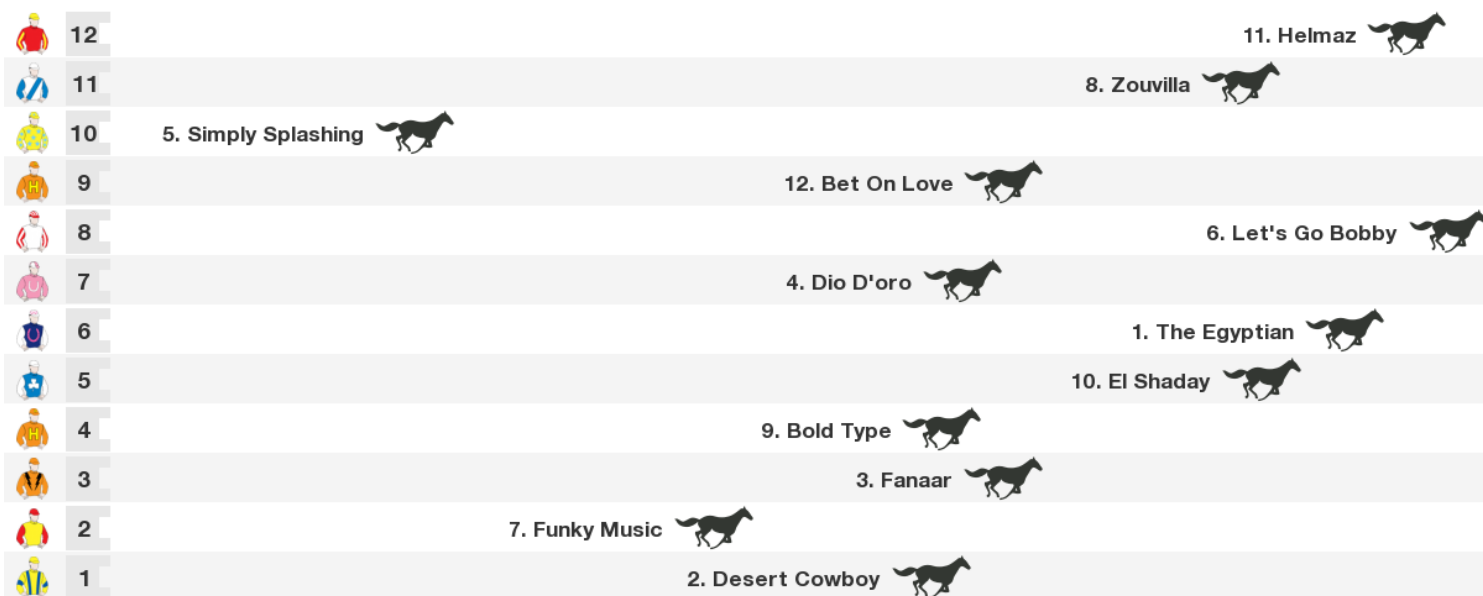 12 11. Helmaz
11 8. Zouvilla
10 5. Simply Splashing
9 H 12. Bet On Love
8 6. Let's Go Bobby
7 4. Dio D'oro
6 1. The Egyptian
5 10. El Shaday
4 H 9. Bold Type
3 3. Fanaar
2 7. Funky Music
1 2. Desert Cowboy